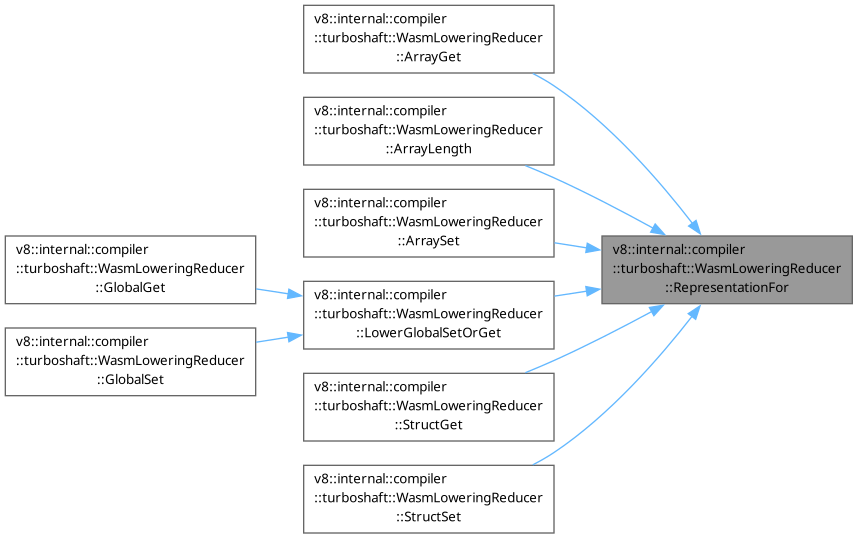 v8::internal::compiler
::turboshaft::WasmLoweringReducer
::ArrayGet
v8::internal::compiler
::turboshaft::WasmLoweringReducer
::ArrayLength
v8::internal::compiler
::turboshaft::WasmLoweringReducer
::ArraySet
v8::internal::compiler
::turboshaft::WasmLoweringReducer
::RepresentationFor
v8::internal::compiler
::turboshaft::WasmLoweringReducer
::GlobalGet
v8::internal::compiler
::turboshaft::WasmLoweringReducer
::LowerGlobalSetOrGet
v8::internal::compiler
::turboshaft::WasmLoweringReducer
::GlobalSet
v8::internal::compiler
::turboshaft::WasmLoweringReducer
::StructGet
v8::internal::compiler
::turboshaft::WasmLoweringReducer
::StructSet